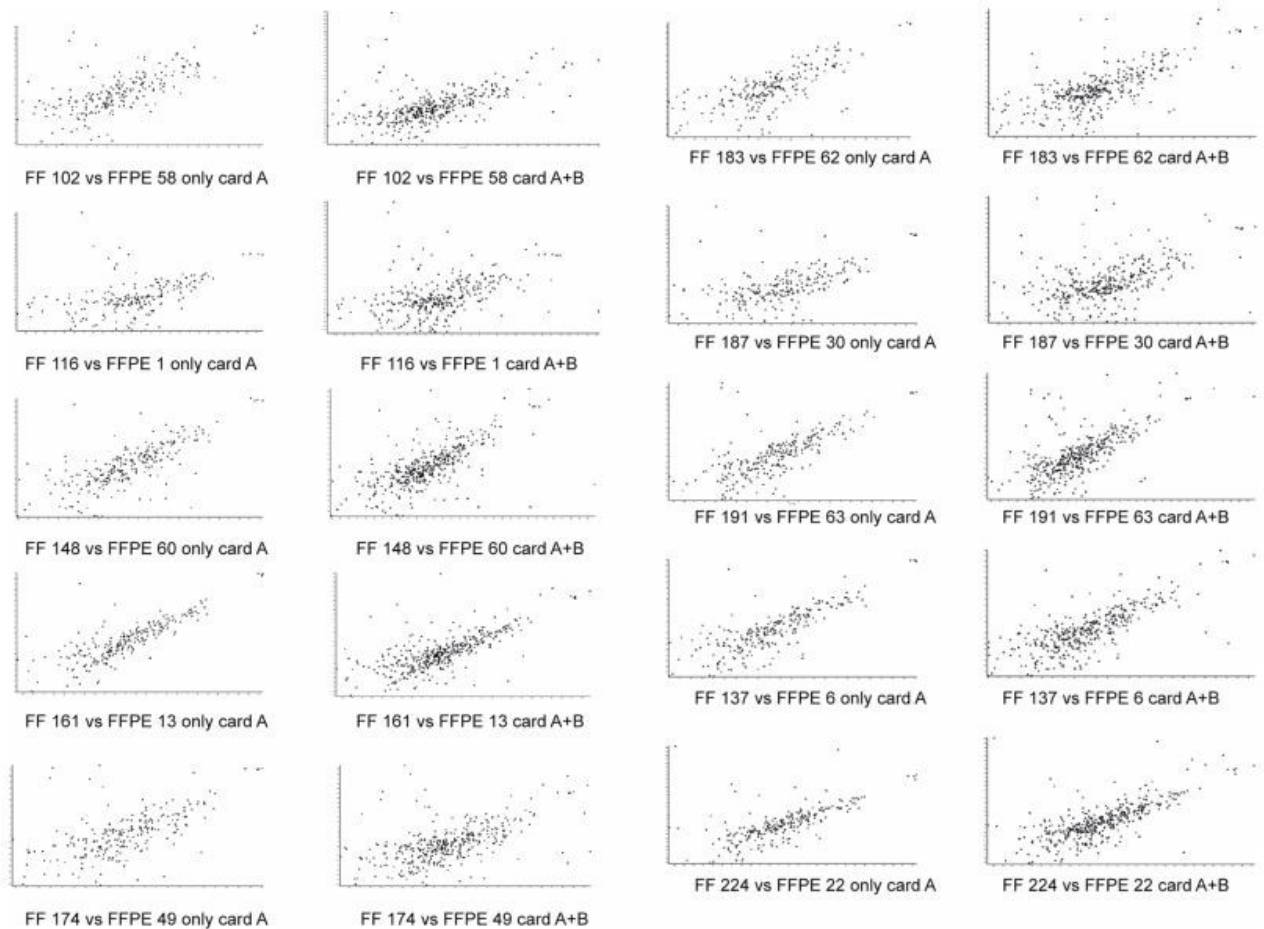 FF 102 vs FFPE 58 only card A
FF 102 vs FFPE 58 card A+B
FF 183 vs FFPE 62 only card A
FF 183 vs FFPE 62 card A+B
FF 116 vs FFPE 1 only card A
FF 116 vs FFPE 1 card A+B
FF 187 vs FFPE 30 only card A
FF 187 vs FFPE 30 card A+B
FF 148 vs FFPE 60 only card A
FF 148 vs FFPE 60 card A+B
FF 191 vs FFPE 63 only card A
FF 191 vs FFPE 63 card A+B
FF 161 vs FFPE 13 only card A
FF 161 vs FFPE 13 card A+B
FF 137 vs FFPE 6 only card A
FF 137 vs FFPE 6 card A+B
FF 174 vs FFPE 49 only card A
FF 174 vs FFPE 49 card A+B
FF 224 vs FFPE 22 only card A
FF 224 vs FFPE 22 card A+B